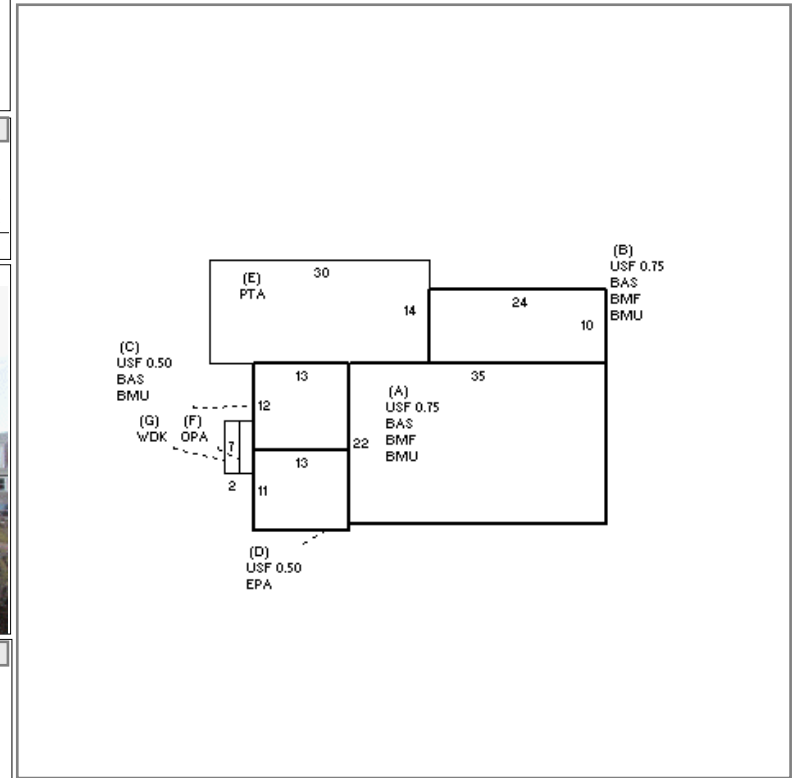 (B)
USF 0.75
BAS
BMF
BMU
30
(E)
PTA
14
24
10
(C)
USF 0.50
BAS
BMU
13
35
12
(A)
USF 0.75
BAS
BMF
BMU
(G)
WDK
(F)
OPA
7
22
13
2
11
(D)
USF 0.50
EPA